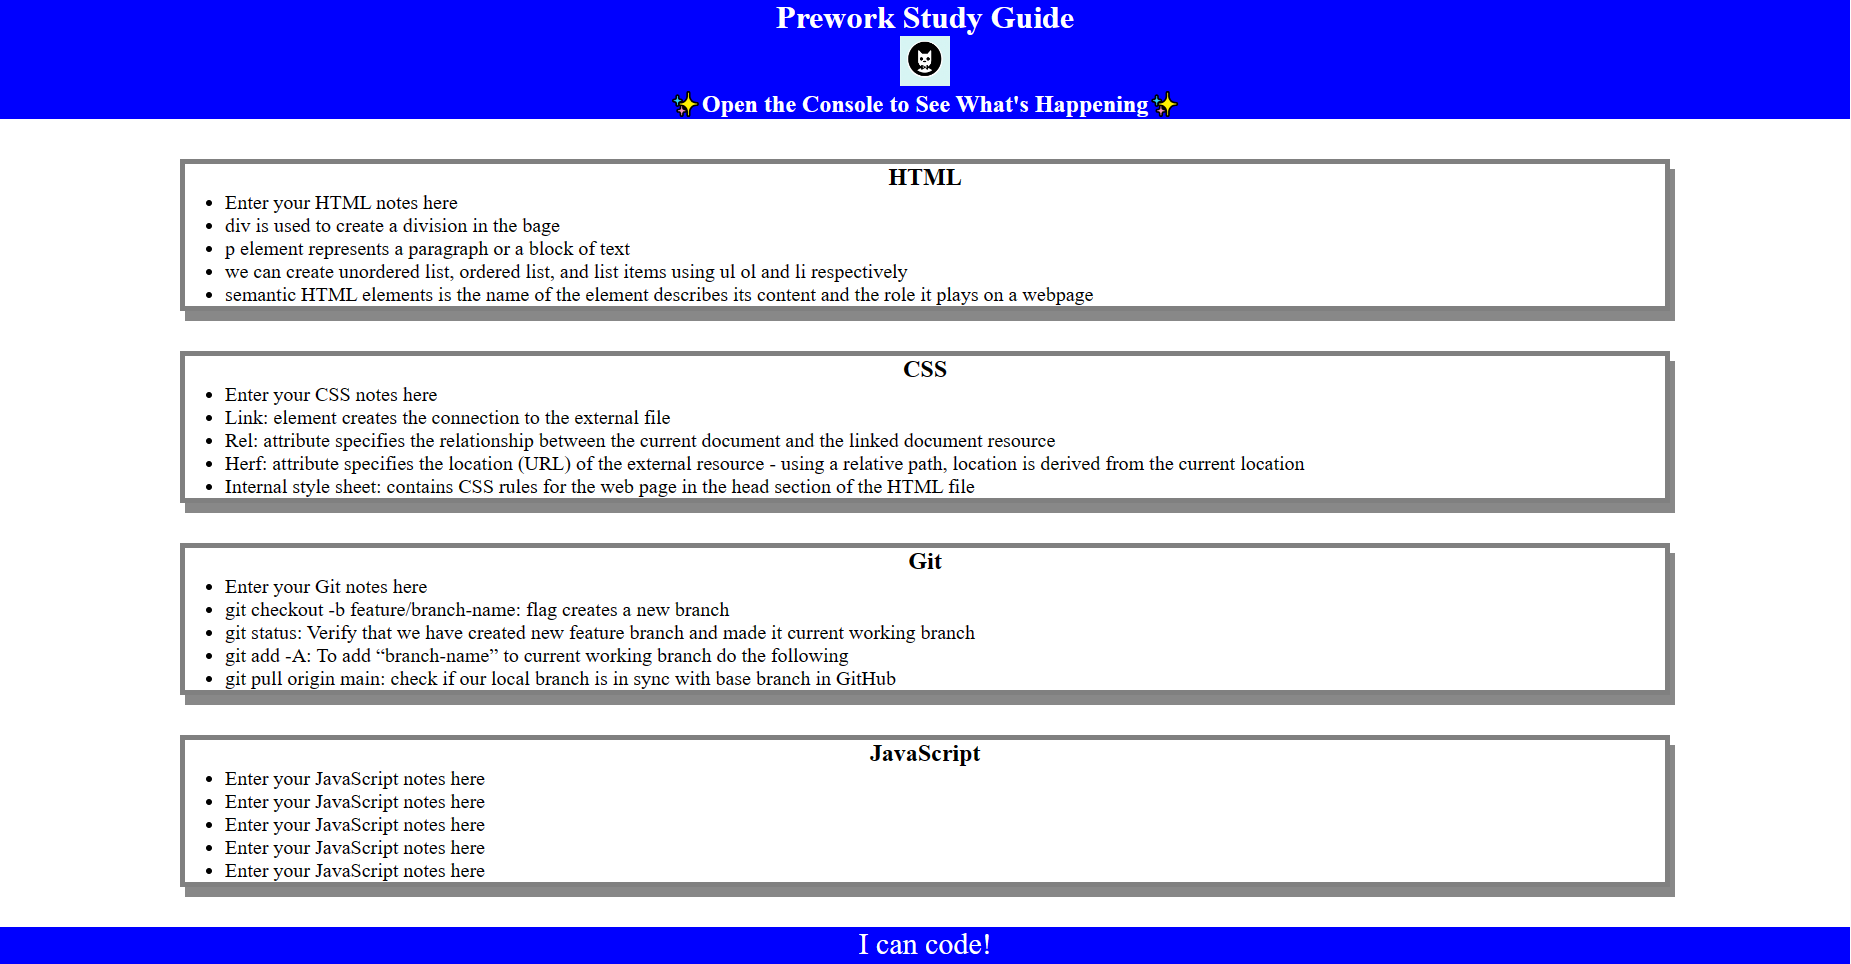 Prework Study Guide
✨Open the Console to See What's Happening✨
HTML
• Enter your HTML notes here
• div is used to create a division in the bage
• p element represents a paragraph or a block of text
• we can create unordered list, ordered list, and list items using ul ol and li respectively
• semantic HTML elements is the name of the element describes its content and the role it plays on a webpage
CSS
• Enter your CSS notes here
• Link: element creates the connection to the external file
• Rel: attribute specifies the relationship between the current document and the linked document resource
• Herf: attribute specifies the location (URL) of the external resource - using a relative path, location is derived from the current location
• Internal style sheet: contains CSS rules for the web page in the head section of the HTML file
Git
• Enter your Git notes here
• git checkout -b feature/branch-name: flag creates a new branch
• git status: Verify that we have created new feature branch and made it current working branch
• git add -A: To add “branch-name” to current working branch do the following
• git pull origin main: check if our local branch is in sync with base branch in GitHub
JavaScript
• Enter your JavaScript notes here
• Enter your JavaScript notes here
• Enter your JavaScript notes here
• Enter your JavaScript notes here
• Enter your JavaScript notes here
I can code!